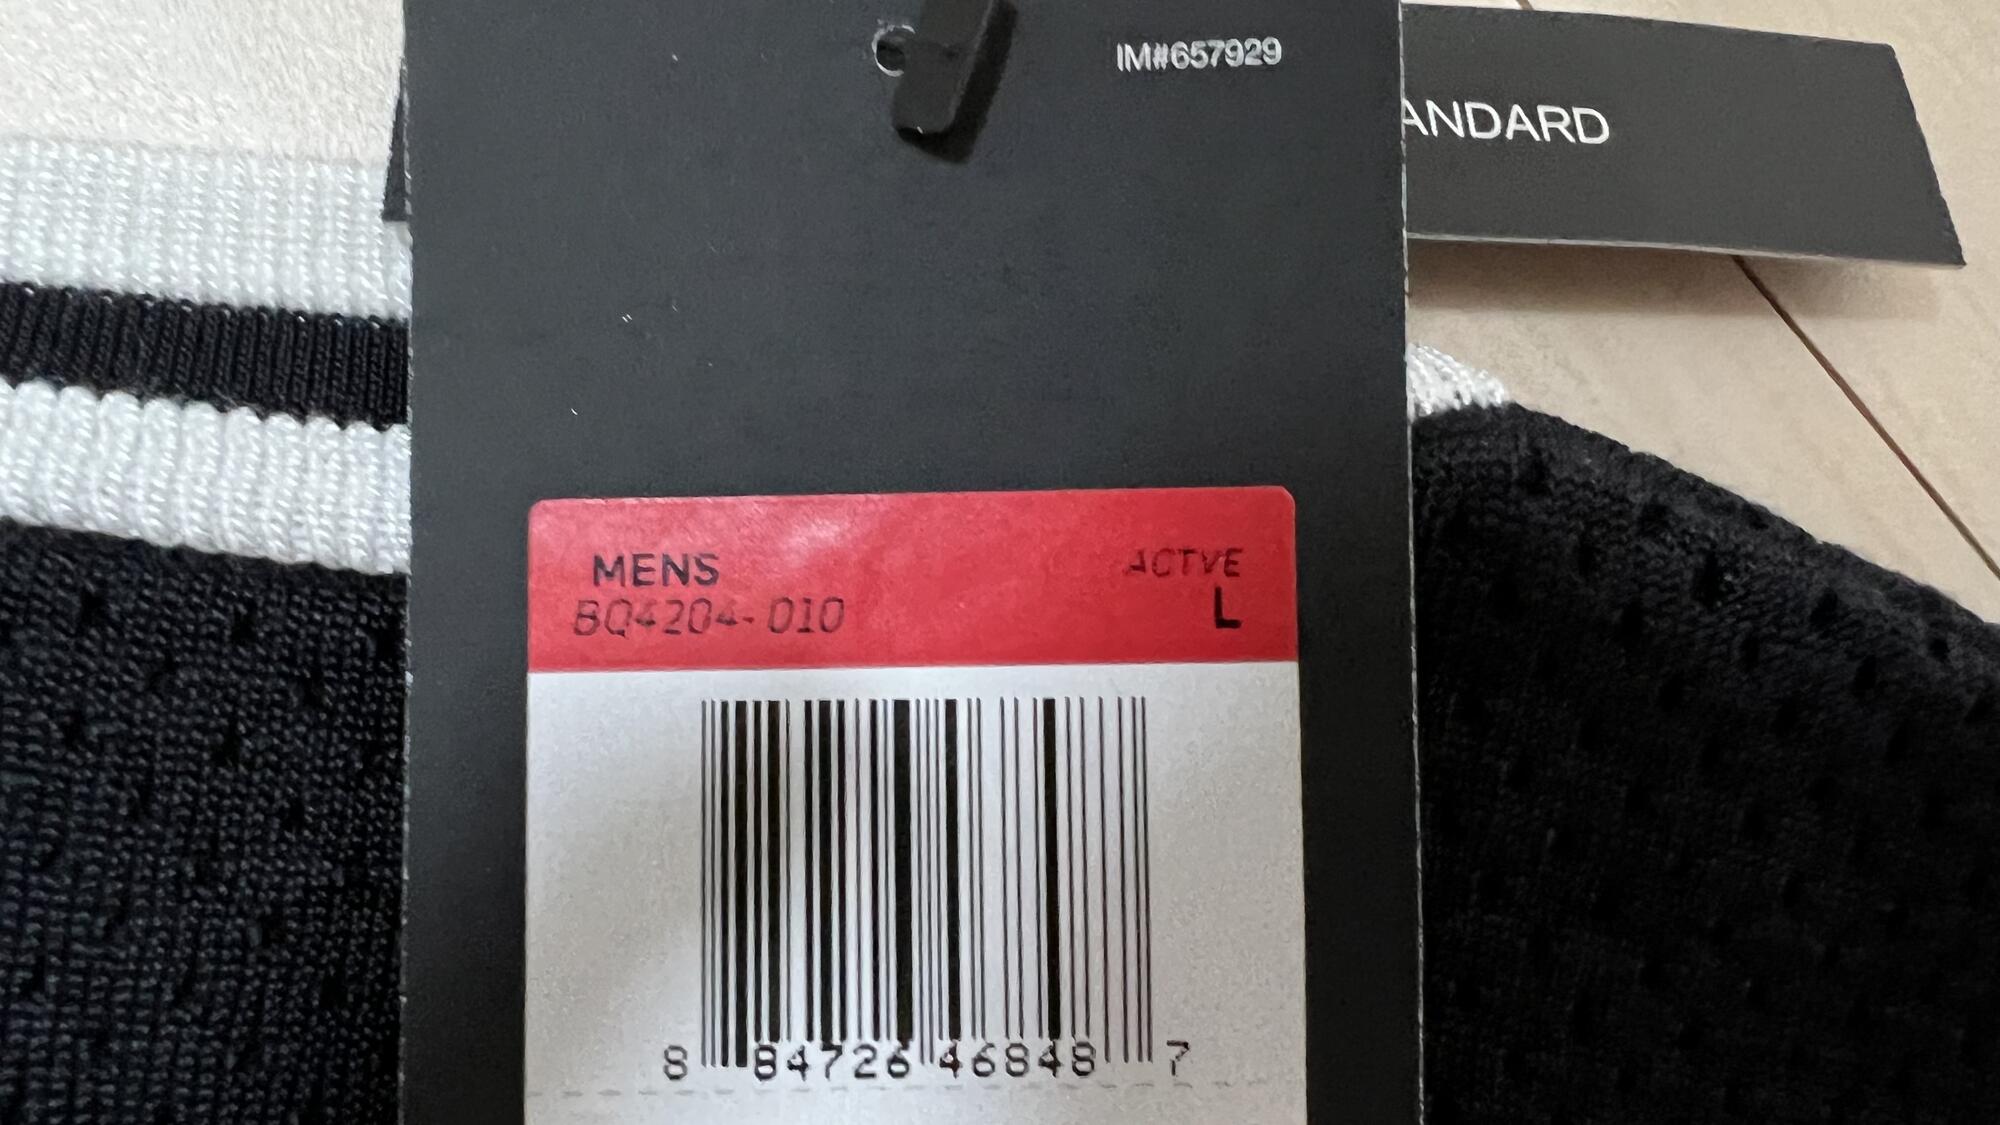 IM#657929
ANDARD
MENS
ACTVE
BQ4204-010
L
8 84726 46848 7